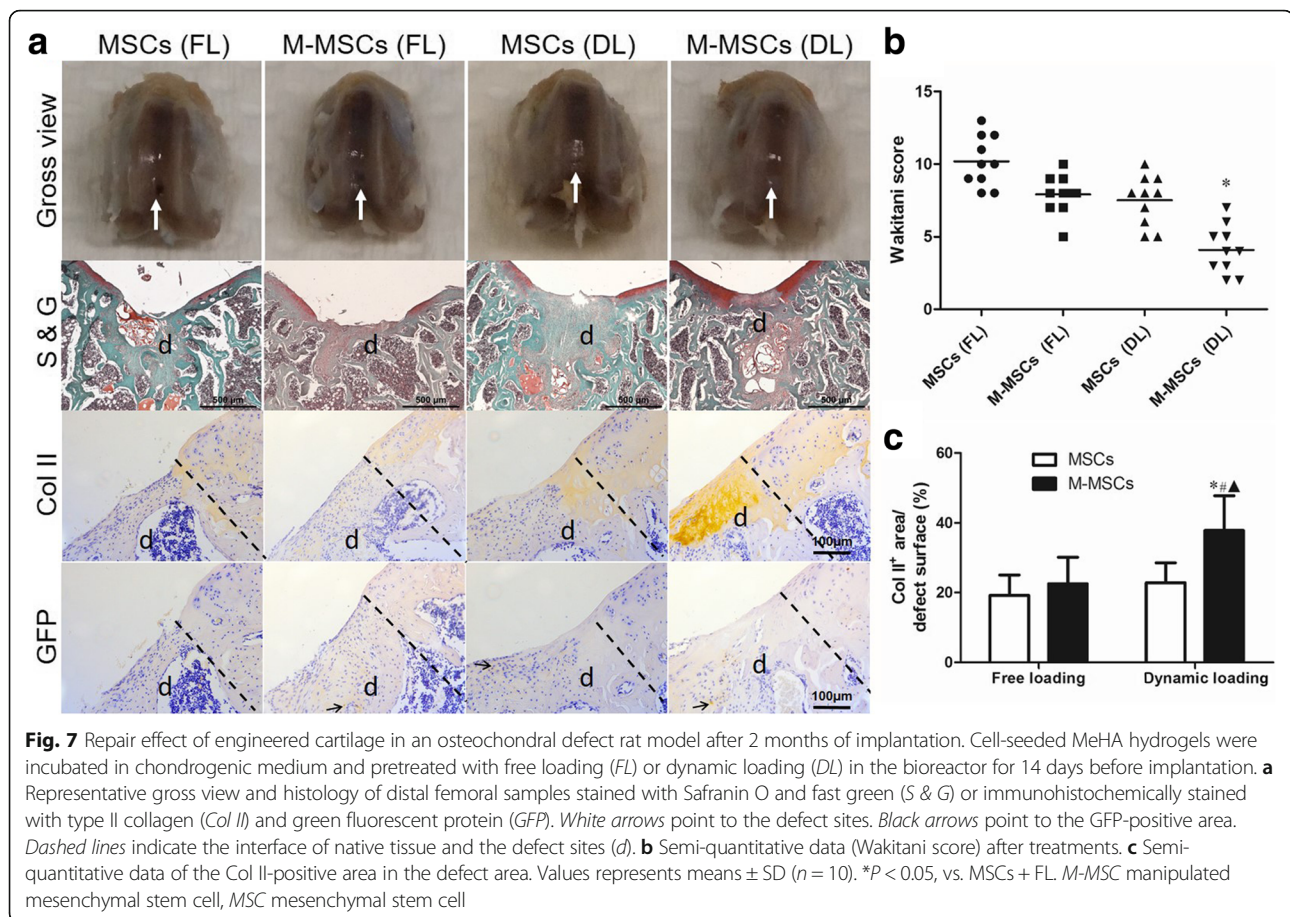 a
MSCs (FL) M-MSCs (FL) MSCs (DL) M-MSCs (DL)
Gross view
S & G
d d d d
500 µm 500 µm 500 µm 500 µm
Col II
d d d d
100µm
GFP
d d d d
100µm
b
Wakitani score
15
10
5
0
*
MSCs (FL) M-MSCs (FL) MSCs (DL) M-MSCs (DL)
c
Col II+ area/
defect surface (%)
60
40
20
0
MSCs
M-MSCs
*#▲
Free loading Dynamic loading
Fig. 7 Repair effect of engineered cartilage in an osteochondral defect rat model after 2 months of implantation. Cell-seeded MeHA hydrogels were
incubated in chondrogenic medium and pretreated with free loading (FL) or dynamic loading (DL) in the bioreactor for 14 days before implantation. a
Representative gross view and histology of distal femoral samples stained with Safranin O and fast green (S & G) or immunohistochemically stained
with type II collagen (Col II) and green fluorescent protein (GFP). White arrows point to the defect sites. Black arrows point to the GFP-positive area.
Dashed lines indicate the interface of native tissue and the defect sites (d). b Semi-quantitative data (Wakitani score) after treatments. c Semi-
quantitative data of the Col II-positive area in the defect area. Values represents means ± SD (n = 10). *P < 0.05, vs. MSCs + FL. M-MSC manipulated
mesenchymal stem cell, MSC mesenchymal stem cell